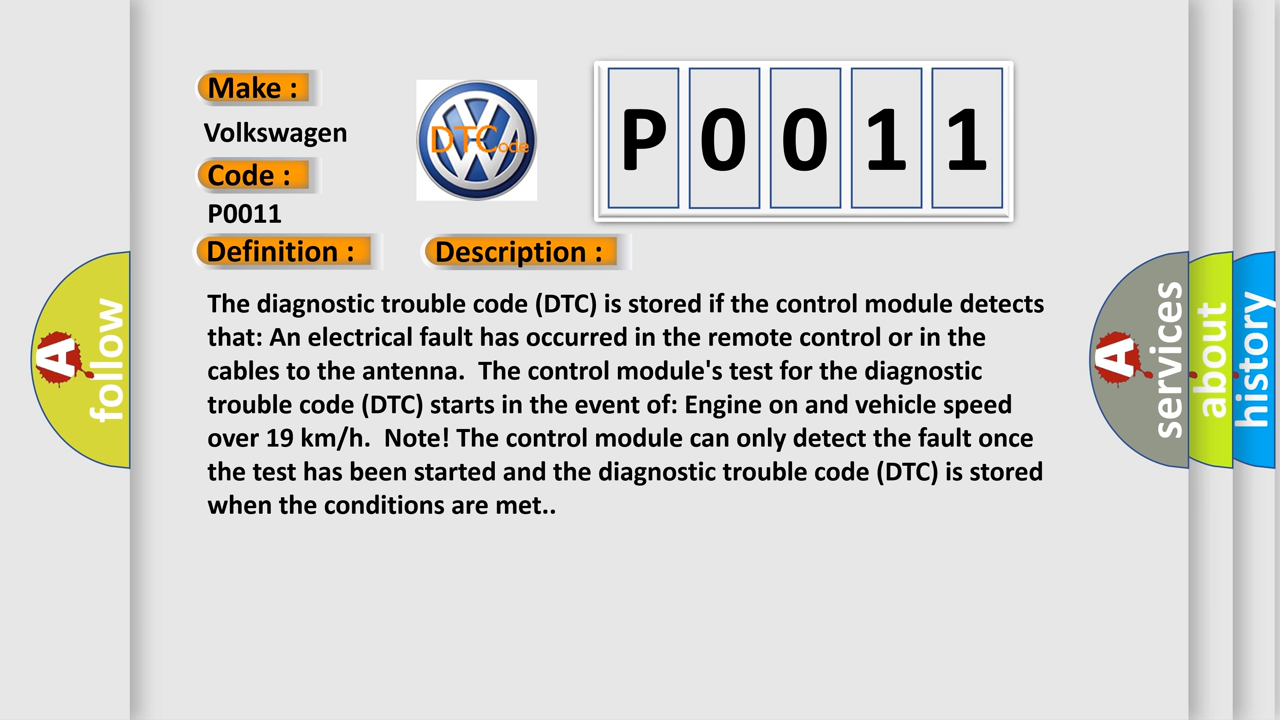 Make :
Volkswagen
Code :
P0011
Definition :
Description :
DTCode
P0011
The diagnostic trouble code (DTC) is stored if the control module detects
that: An electrical fault has occurred in the remote control or in the
cables to the antenna.  The control module's test for the diagnostic
trouble code (DTC) starts in the event of: Engine on and vehicle speed
over 19 km/h.  Note! The control module can only detect the fault once
the test has been started and the diagnostic trouble code (DTC) is stored
when the conditions are met..
A
follow
A
services
about
history